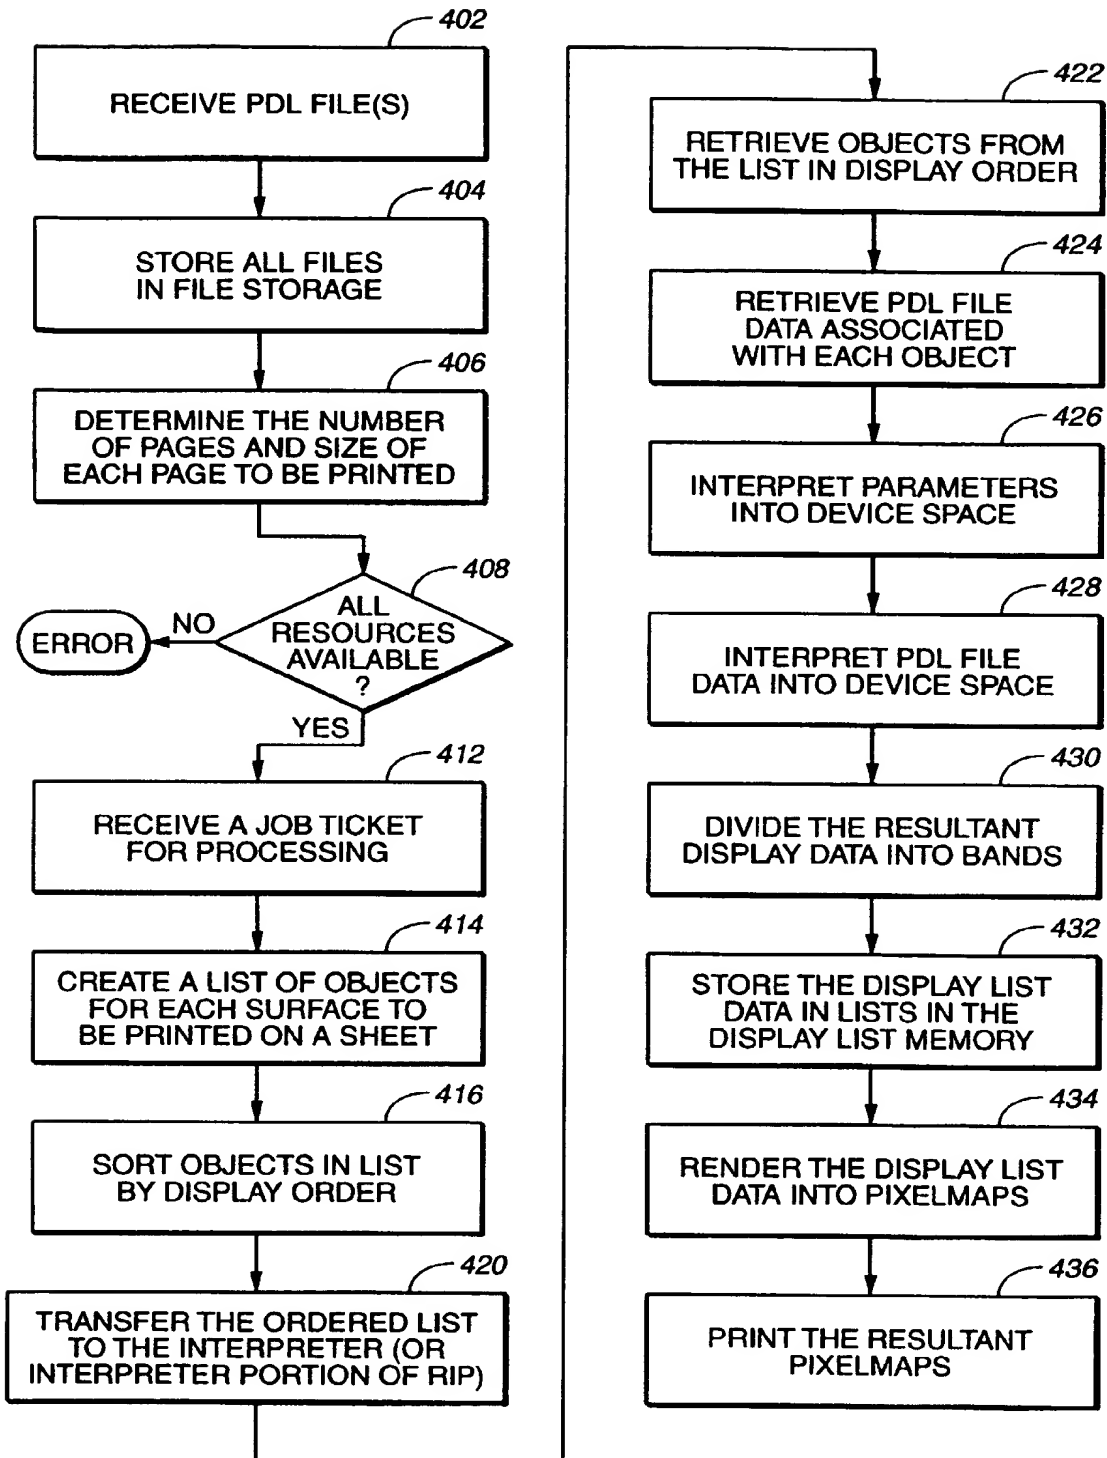 402
RECEIVE PDL FILE(S)
404
STORE ALL FILES
IN FILE STORAGE
406
DETERMINE THE NUMBER
OF PAGES AND SIZE OF
EACH PAGE TO BE PRINTED
408
ALL
RESOURCES
AVAILABLE
?
NO
ERROR
YES
412
RECEIVE A JOB TICKET
FOR PROCESSING
414
CREATE A LIST OF OBJECTS
FOR EACH SURFACE TO
BE PRINTED ON A SHEET
416
SORT OBJECTS IN LIST
BY DISPLAY ORDER
420
TRANSFER THE ORDERED LIST
TO THE INTERPRETER (OR
INTERPRETER PORTION OF RIP)
422
RETRIEVE OBJECTS FROM
THE LIST IN DISPLAY ORDER
424
RETRIEVE PDL FILE
DATA ASSOCIATED
WITH EACH OBJECT
426
INTERPRET PARAMETERS
INTO DEVICE SPACE
428
INTERPRET PDL FILE
DATA INTO DEVICE SPACE
430
DIVIDE THE RESULTANT
DISPLAY DATA INTO BANDS
432
STORE THE DISPLAY LIST
DATA IN LISTS IN THE
DISPLAY LIST MEMORY
434
RENDER THE DISPLAY LIST
DATA INTO PIXELMAPS
436
PRINT THE RESULTANT
PIXELMAPS